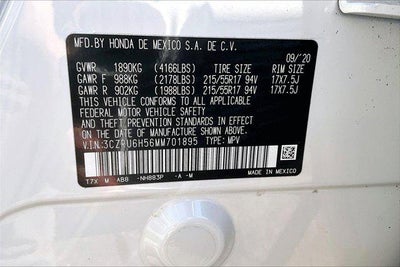 MFD. BY HONDA DE MEXICO S.A. DE C.V.
09/'20
GVWR 1890KG (4166LBS) TIRE SIZE RIM SIZE
GAWR F 988KG (2178LBS) 215/55R17 94V 17X7.5J
GAWR R 902KG (1988LBS) 215/55R17 94V 17X7.5J
THIS VEHICLE CONFORMS TO ALL APPLICABLE
FEDERAL MOTOR VEHICLE SAFETY STANDARDS IN EFFECT
ON THE DATE OF MANUFACTURE SHOWN ABOVE.
V.I.N.:3CZRU6H56MM701895 TYPE: MPV
T7X M ABB -NH883P -A -M
MADE IN MEXICO